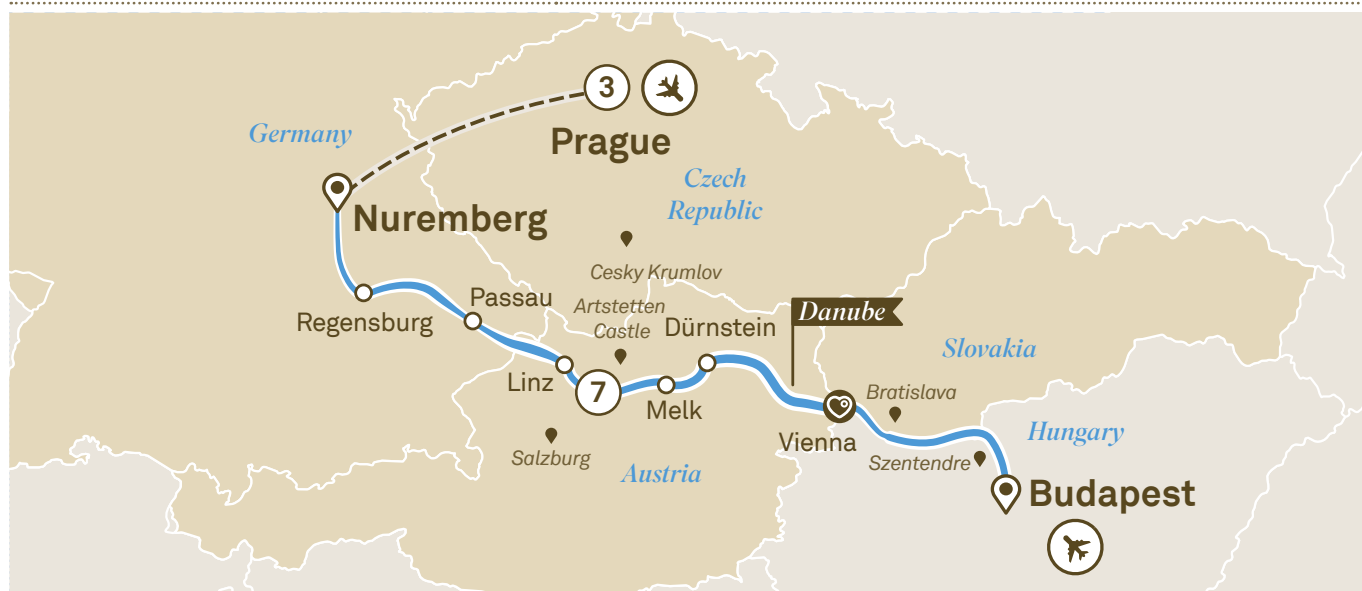 3
Prague
Germany
Czech
Republic
Nuremberg
Cesky Krumlov
Passau
Artstetten
Castle
Regensburg
Dürnstein
Danube
Slovakia
Linz
7
Melk
Bratislava
Vienna
Hungary
Salzburg
Szentendre
Austria
Budapest